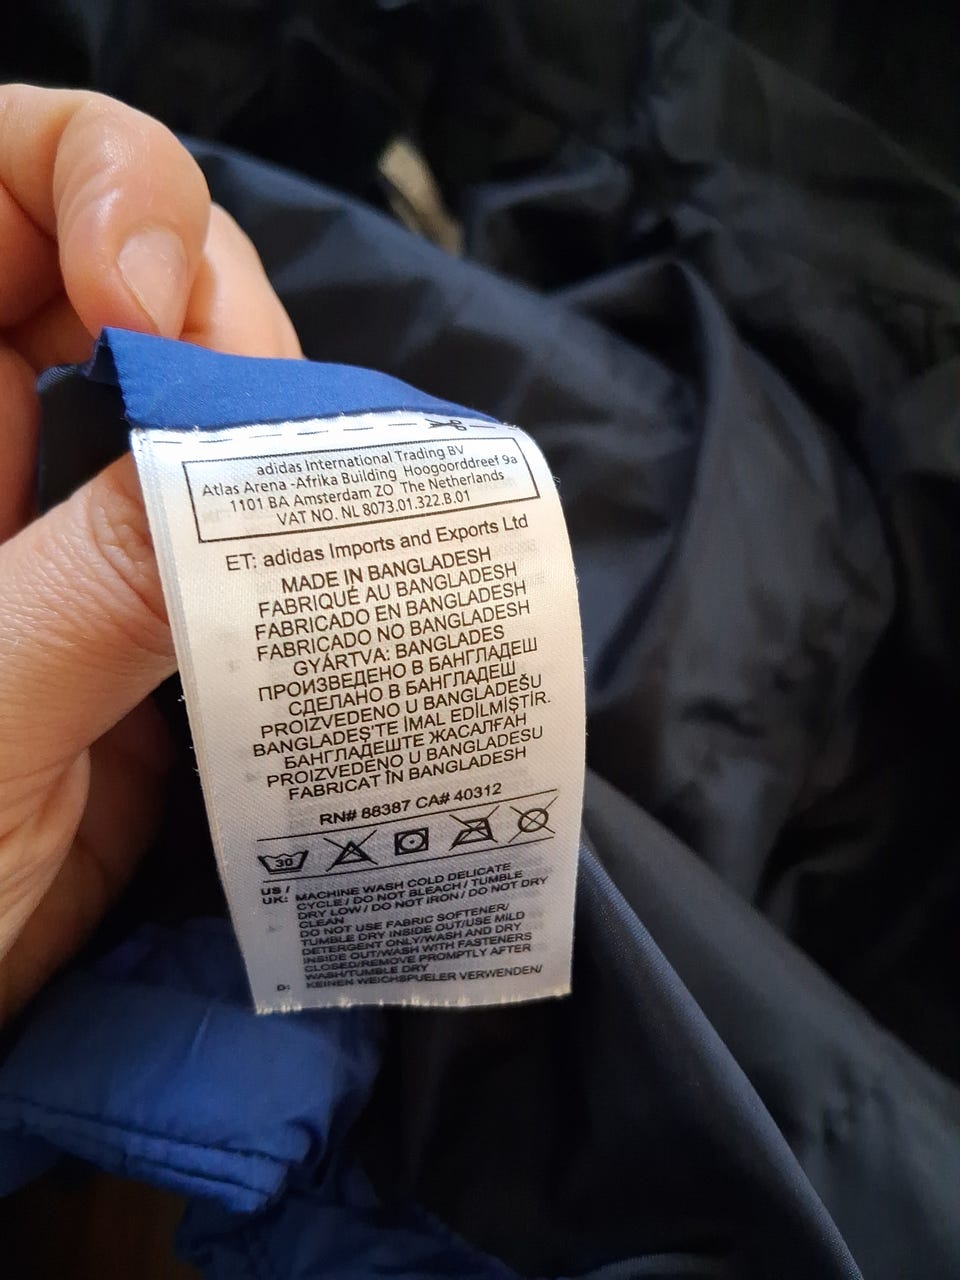 adidas International Trading BV
Atlas Arena -Afrika Building Hoogoorddreef 9a
1101 BA Amsterdam ZO The Netherlands
VAT NO. NL 8073.01.322.B.01
ET: adidas Imports and Exports Ltd
MADE IN BANGLADESH
FABRIQUÉ AU BANGLADESH
FABRICADO EN BANGLADESH
FABRICADO NO BANGLADESH
GYÁRTVA: BANGLADES
ПРОИЗВЕДЕНО В БАНГЛАДЕШ
СДЕЛАНО В БАНГЛАДЕШ
PROIZVEDENO U BANGLADEŠU
BANGLADEŞ'TE İMAL EDİLMİŞTİR.
БАНГЛАДЕШТЕ ЖАСАЛҒАН
PROIZVEDENO U BANGLADESU
FABRICAT ÎN BANGLADESH
RN# 88387 CA# 40312
30
US / UK: MACHINE WASH COLD DELICATE
CYCLE / DO NOT BLEACH / TUMBLE
DRY LOW / DO NOT IRON / DO NOT DRY
CLEAN
DO NOT USE FABRIC SOFTENER/
TUMBLE DRY INSIDE OUT/USE MILD
DETERGENT ONLY/WASH AND DRY
INSIDE OUT/WASH WITH FASTENERS
CLOSED/REMOVE PROMPTLY AFTER
WASH/TUMBLE DRY
D: KEINEN WEICHSPUELER VERWENDEN/